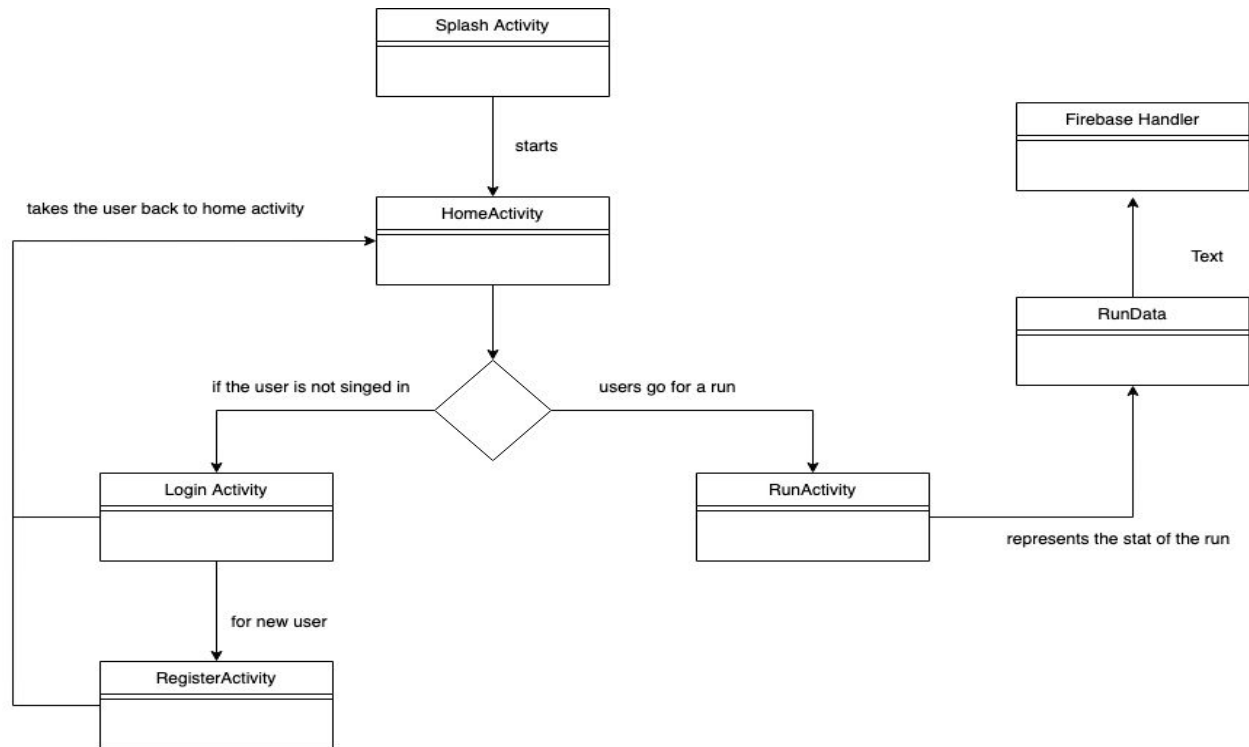 Splash Activity
Firebase Handler
starts
takes the user back to home activity
HomeActivity
Text
RunData
if the user is not singed in
users go for a run
Login Activity
RunActivity
represents the stat of the run
for new user
RegisterActivity